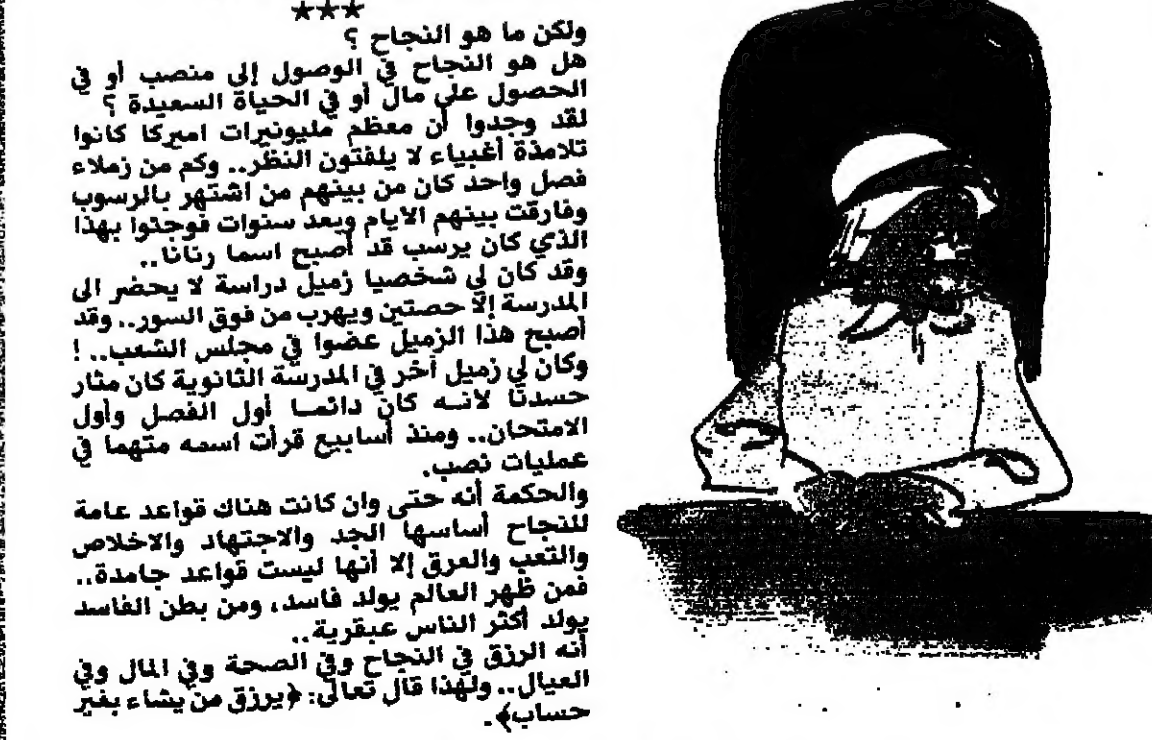 ***
ولكن ما هو النجاح ؟
هل هو النجاح في الوصول إلى منصب أو في
الحصول على مال أو في الحياة السعيدة ؟
لقد وجدوا أن معظم مليونيرات اميركا كانوا
تلامذة أغبياء لا يلفتون النظر.. وكم من زملاء
فصل واحد كان من بينهم من اشتهر بالرسوب
وفارقت بينهم الايام وبعد سنوات فوجئوا بهذا
الذي كان يرسب قد أصبح اسما رنانا..
وقد كان لي شخصيا زميل دراسة لا يحضر الى
المدرسة إلا حصتين ويهرب من فوق السور.. وقد
أصبح هذا الزميل عضوا في مجلس الشعب.. !
وكان لي زميل آخر في المدرسة الثانوية كان مثار
حسدنا لانه كان دائما أول الفصل وأول
الامتحان.. ومنذ أسابيع قرأت اسمه متهما في
عمليات نصب.
والحكمة أنه حتى وان كانت هناك قواعد عامة
للنجاح أساسها الجد والاجتهاد والاخلاص
والتعب والعرق إلا أنها ليست قواعد جامدة..
فمن ظهر العالم يولد فاسد، ومن بطن الفاسد
يولد أكثر الناس عبقرية..
أنه الرزق في النجاح وفي الصحة وفي المال وفي
العيال.. ولهذا قال تعالى: ﴿يرزق من يشاء بغير
حساب﴾.